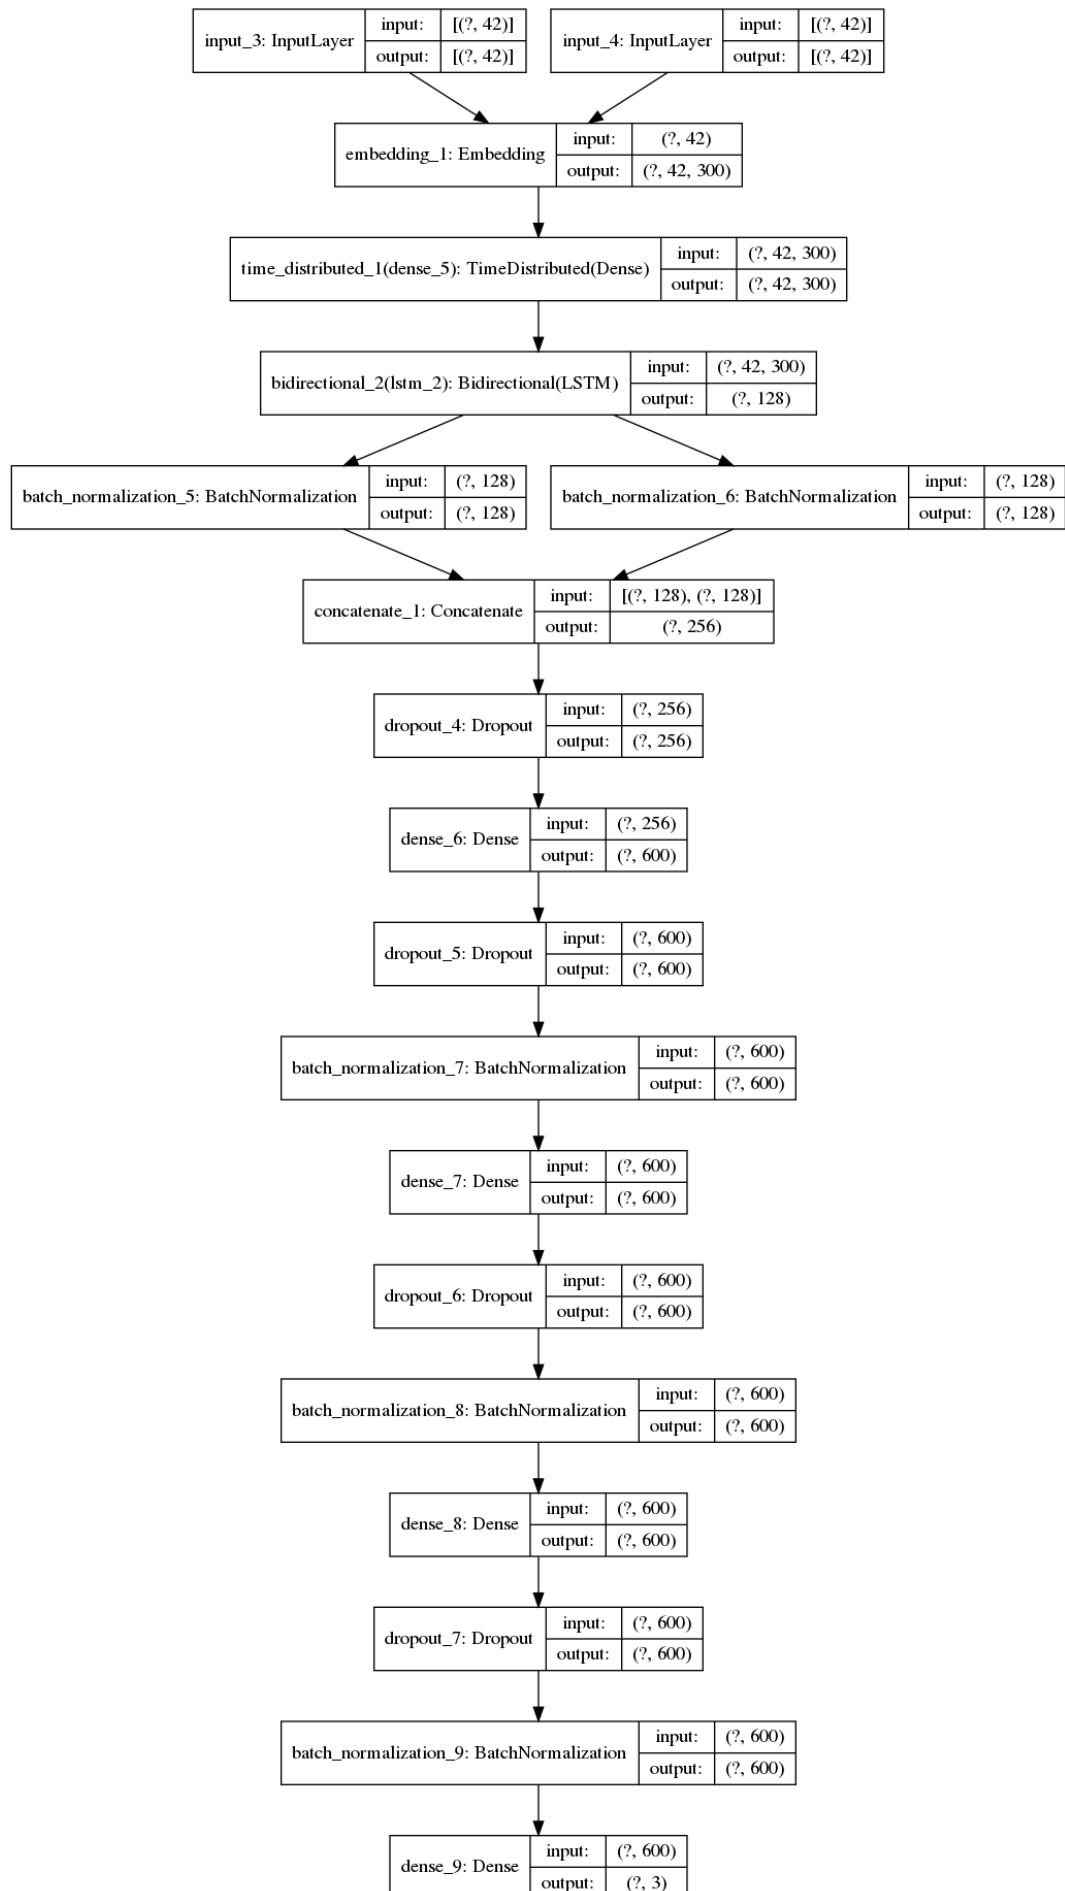 input_3: InputLayer input: [(?, 42)] output: [(?, 42)]
input_4: InputLayer input: [(?, 42)] output: [(?, 42)]
embedding_1: Embedding input: (?, 42) output: (?, 42, 300)
time_distributed_1(dense_5): TimeDistributed(Dense) input: (?, 42, 300) output: (?, 42, 300)
bidirectional_2(lstm_2): Bidirectional(LSTM) input: (?, 42, 300) output: (?, 128)
batch_normalization_5: BatchNormalization input: (?, 128) output: (?, 128)
batch_normalization_6: BatchNormalization input: (?, 128) output: (?, 128)
concatenate_1: Concatenate input: [(?, 128), (?, 128)] output: (?, 256)
dropout_4: Dropout input: (?, 256) output: (?, 256)
dense_6: Dense input: (?, 256) output: (?, 600)
dropout_5: Dropout input: (?, 600) output: (?, 600)
batch_normalization_7: BatchNormalization input: (?, 600) output: (?, 600)
dense_7: Dense input: (?, 600) output: (?, 600)
dropout_6: Dropout input: (?, 600) output: (?, 600)
batch_normalization_8: BatchNormalization input: (?, 600) output: (?, 600)
dense_8: Dense input: (?, 600) output: (?, 600)
dropout_7: Dropout input: (?, 600) output: (?, 600)
batch_normalization_9: BatchNormalization input: (?, 600) output: (?, 600)
dense_9: Dense input: (?, 600) output: (?, 3)